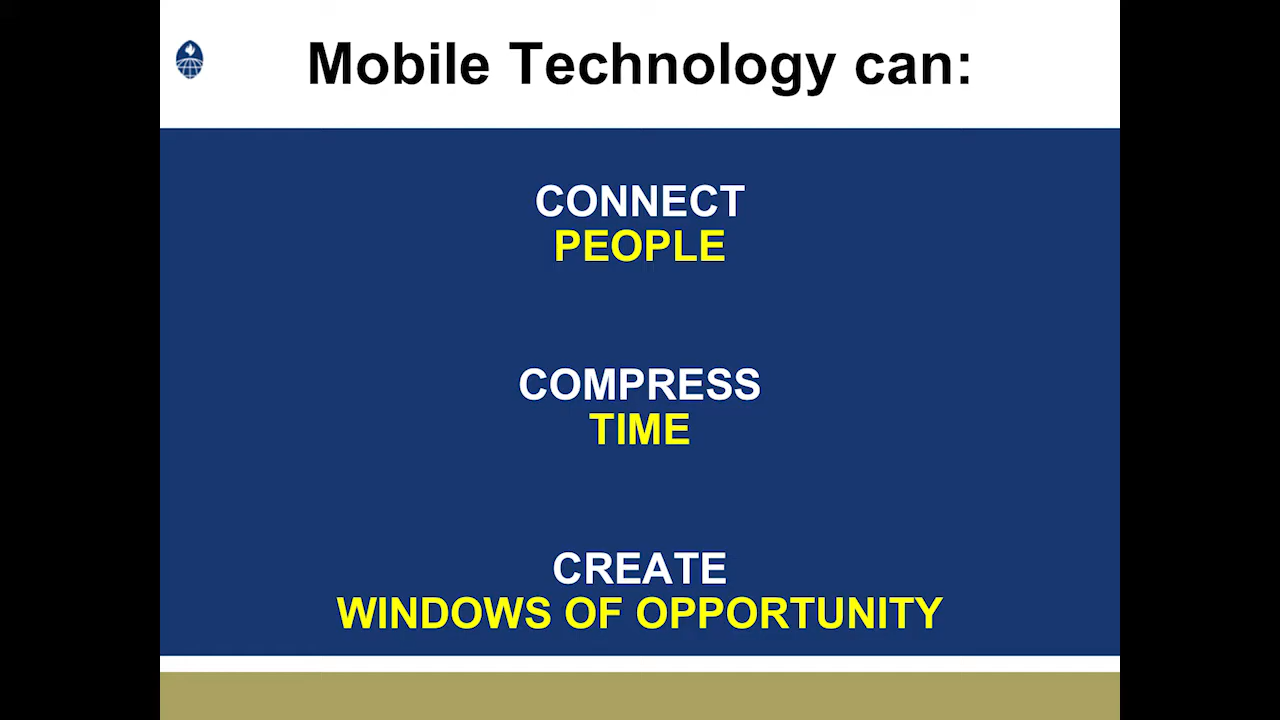 Mobile Technology can:
CONNECT
PEOPLE
COMPRESS
TIME
CREATE
WINDOWS OF OPPORTUNITY